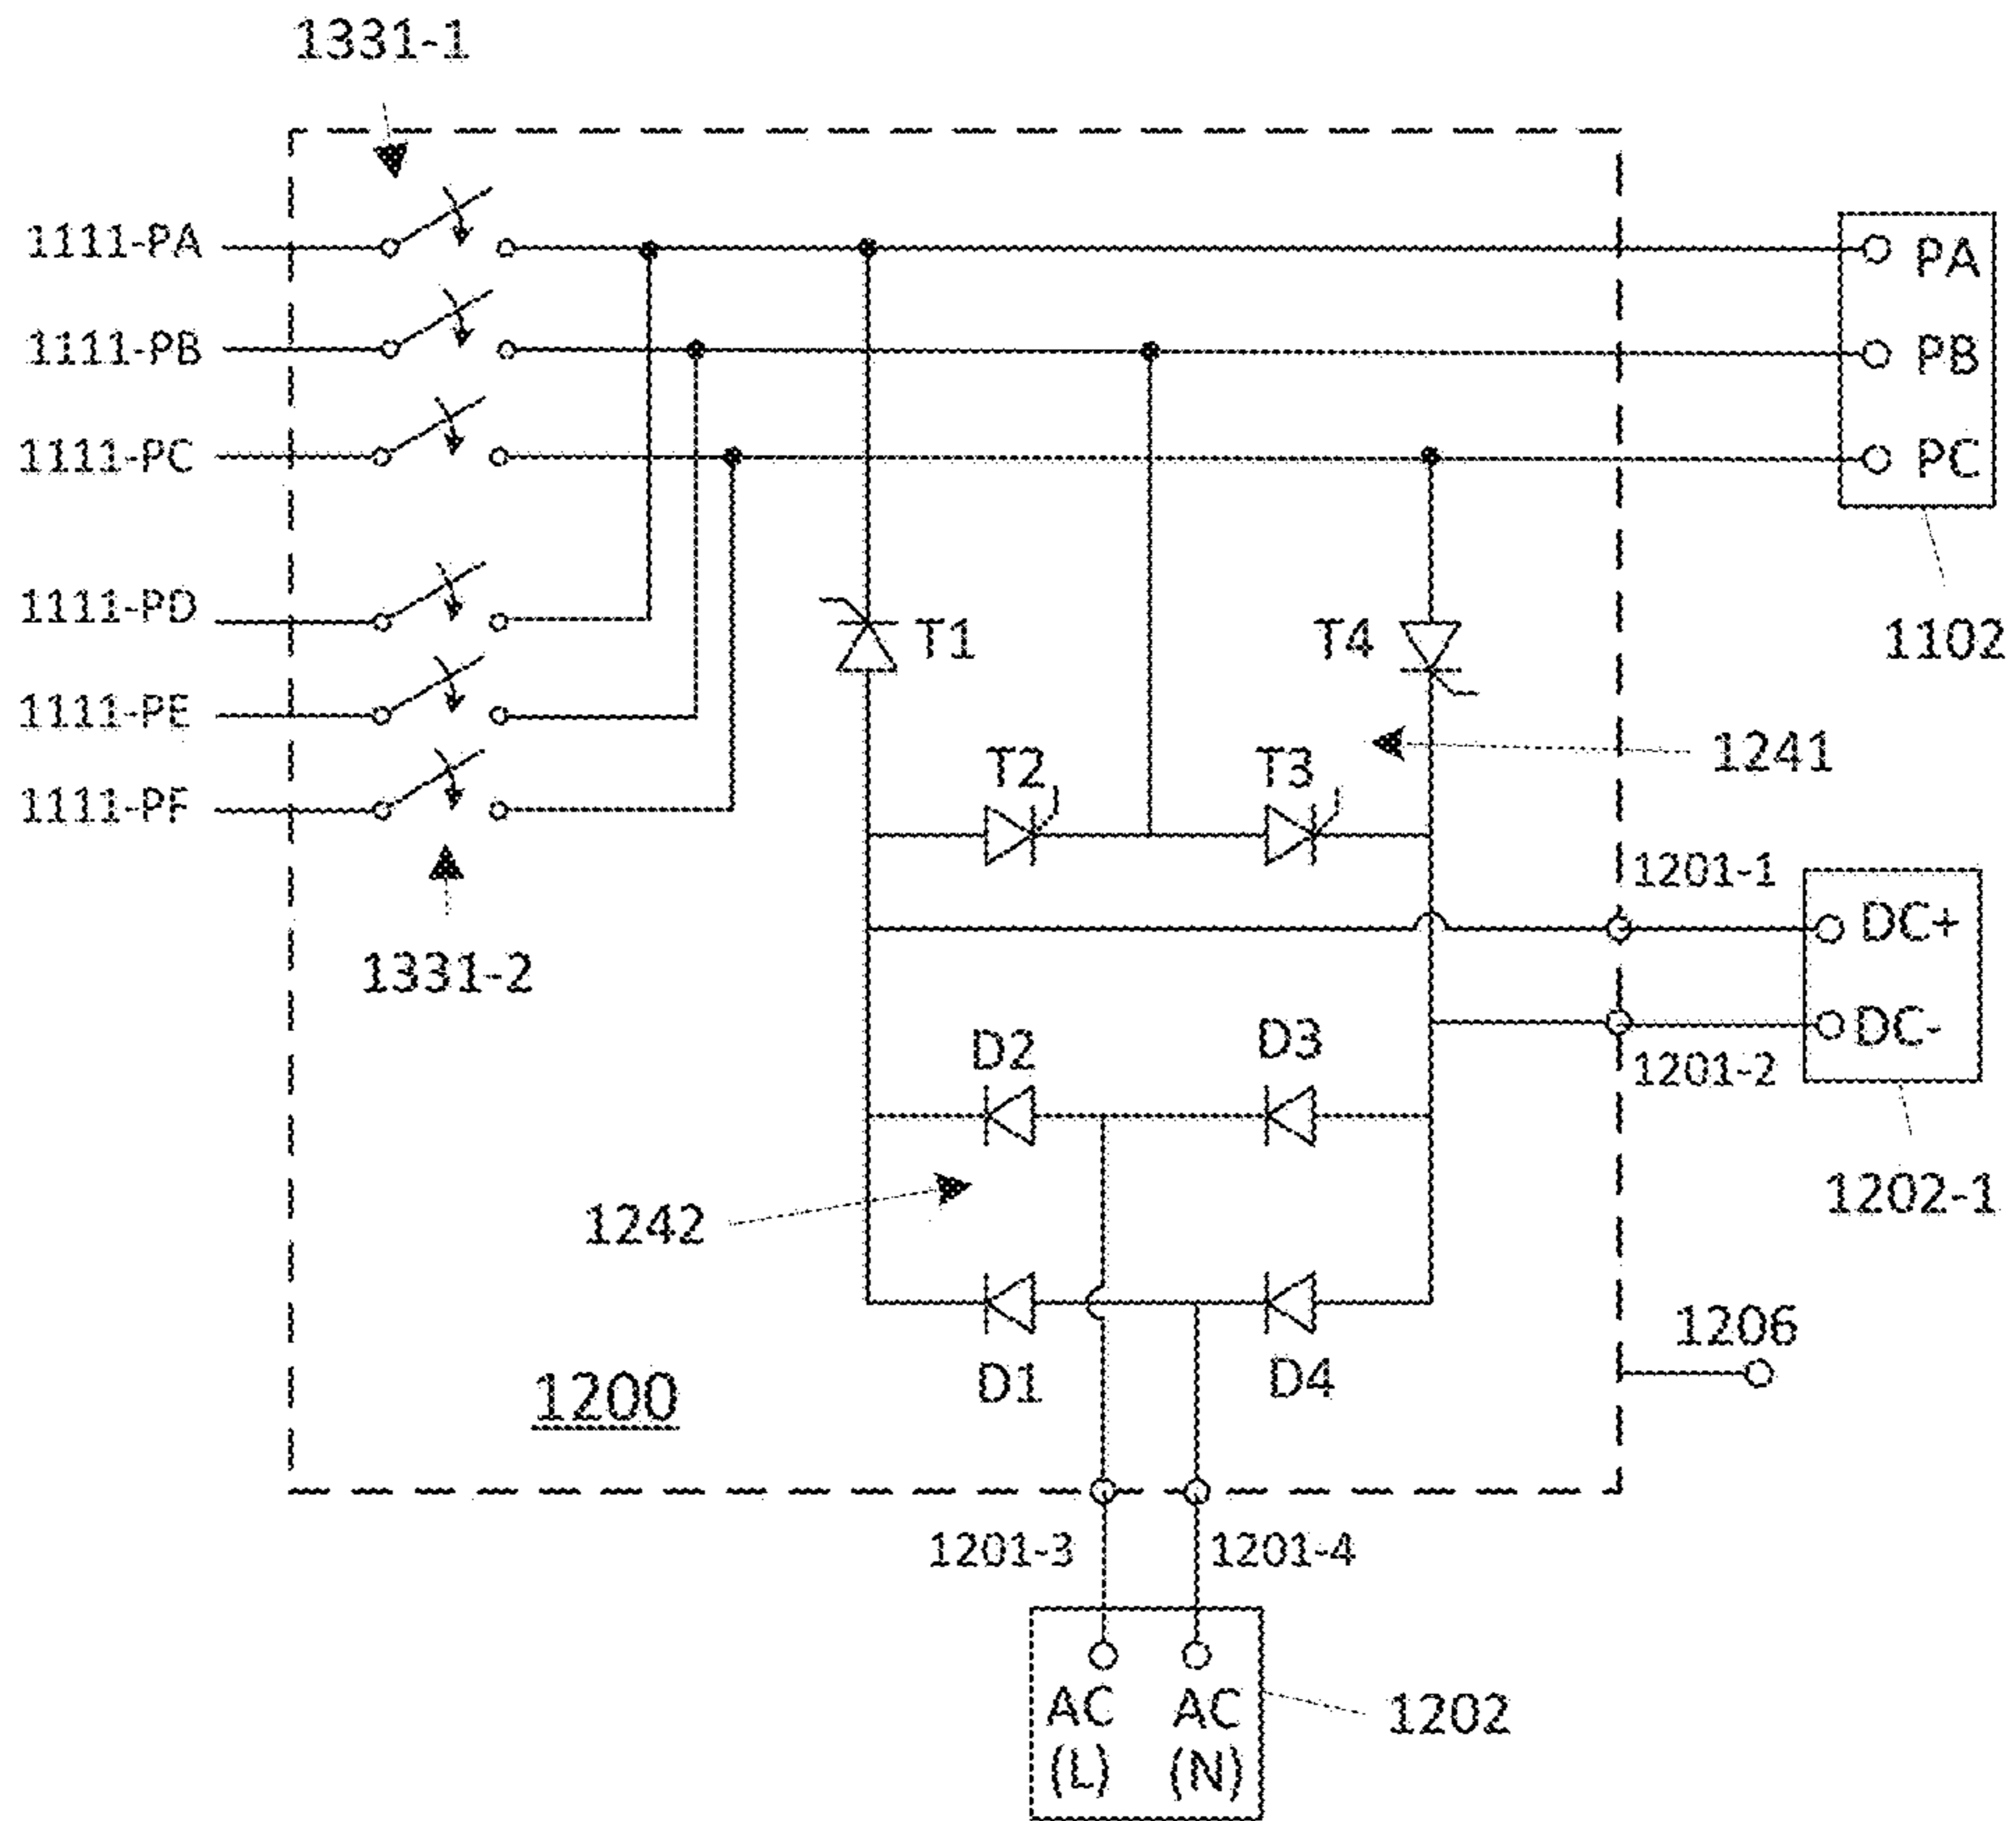 1331-1
1111-PA
PA
1111-PB
PB
1111-PC
PC
1111-PD
T1
T4
1102
1111-PE
T2
T3
1241
1111-PF
1201-1
DC+
1331-2
DC-
D2
D3
1201-2
1242
1202-1
1206
1200
D1
D4
1201-3
1201-4
AC
AC
1202
(L)
(N)